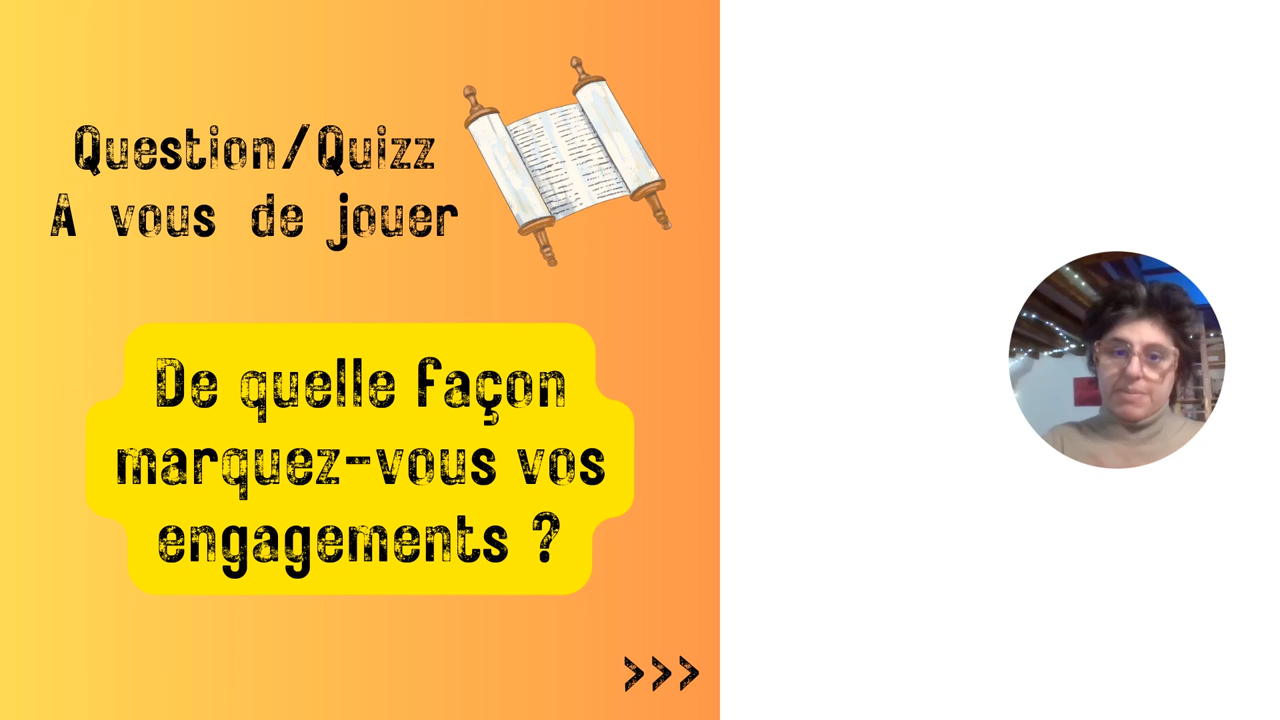 Question/Quizz
A vous de jouer
De quelle façon
marquez-vous vos
engagements ?
>>>